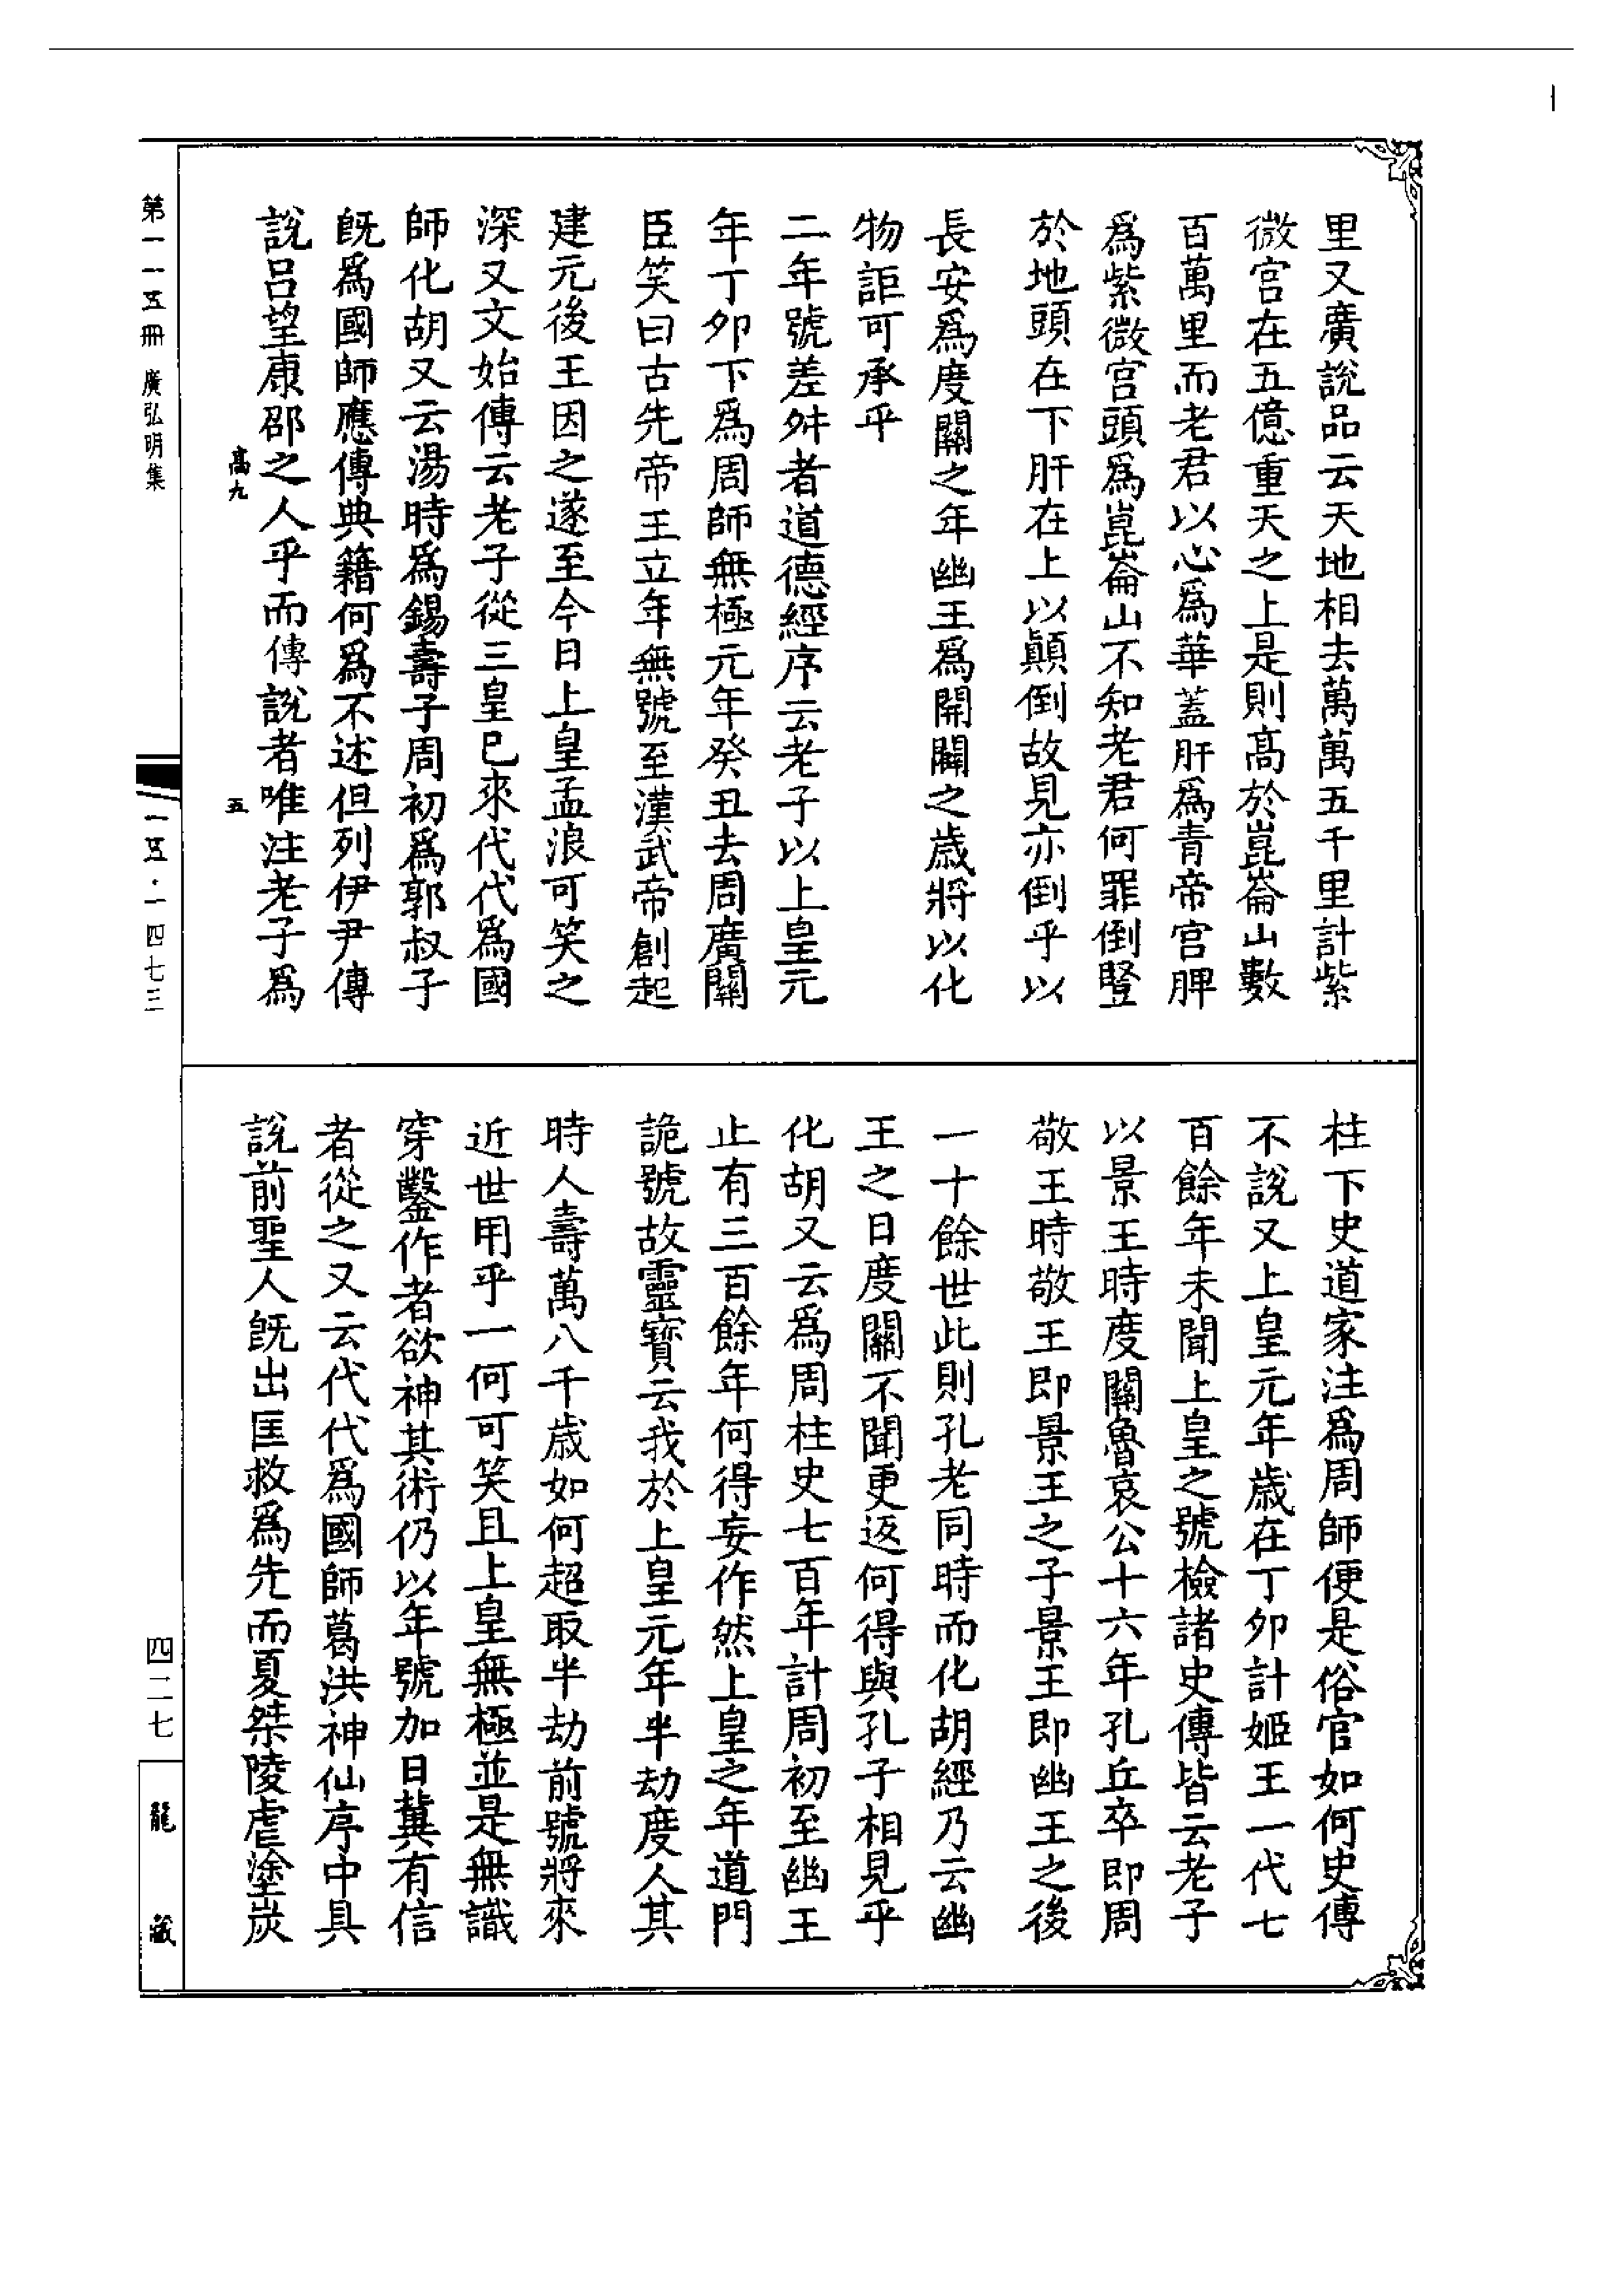 里又廣說品云天地相去萬萬五千里計紫
微宮在五億重天之上是則高於崑崙山數
百萬里而老君以心爲華蓋肝爲青帝宮脾
爲紫微宮頭爲崑崙山不知老君何罪倒豎
於地頭在下肝在上以顛倒故見亦倒乎以
長安爲度關之年幽王爲開闢之歳將以化
物詎可承乎
二年號差舛者道德經序云老子以上皇元
年丁夘下爲周師無極元年癸丑去周廣關
臣笑曰古先帝王立年無號至漢武帝創起
建元後王因之遂至今日上皇孟浪可笑之
深又文始傳云老子從三皇已來代代爲國
師化胡又云湯時爲錫壽子周初爲郭叔子
旣爲國師應傳典籍何爲不述但列伊尹傳
說吕望康邵之人乎而傳說者唯注老子爲
柱下史道家注爲周師便是俗官如何史傳
不說又上皇元年歳在丁夘計姬王一代七
百餘年未聞上皇之號檢諸史傳皆云老子
以景王時度關魯哀公十六年孔丘卒即周
敬王時敬王即景王之子景王即幽王之後
一十餘世此則孔老同時而化胡經乃云幽
王之日度關不聞更返何得與孔子相見乎
化胡又云爲周柱史七百年計周初至幽王
止有三百餘年何得妄作然上皇之年道門
詭號故靈寳云我於上皇元年半劫度人其
時人壽萬八千歳如何超取半劫前號將來
近世用乎一何可笑且上皇無極並是無識
穿鑿作者欲神其術仍以年號加日冀有信
者從之又云代代爲國師葛洪神仙序中具
說前聖人旣出匡救爲先而夏桀陵虐塗炭
高九
五
第一一五冊 廣弘明集
一五·一四七三
四二七
龍藏